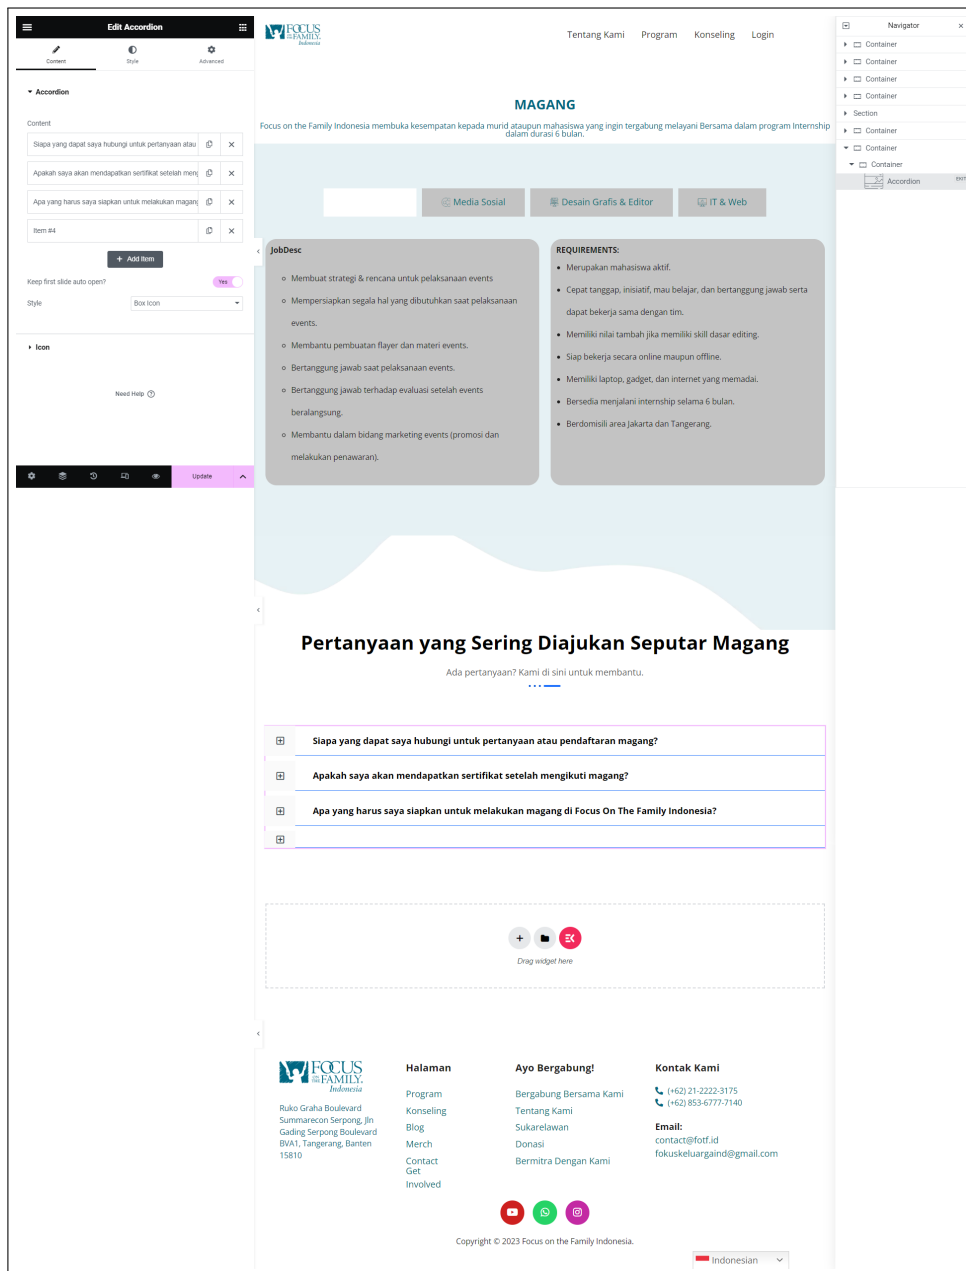 Edit Accordion
Content
Style
Advanced
Accordion
Content
Siapa yang dapat saya hubungi untuk pertanyaan atau
Apakah saya akan mendapatkan sertifikat setelah meng
Apa yang harus saya siapkan untuk melakukan magang
Item #4
+ Add Item
Keep first slide auto open?
Yes
Style
Box Icon
Icon
Need Help
Update
FOCUS
ON THE FAMILY.
Indonesia
Tentang Kami
Program
Konseling
Login
MAGANG
Focus on the Family Indonesia membuka kesempatan kepada murid ataupun mahasiswa yang ingin tergabung melayani Bersama dalam program Internship
dalam durasi 6 bulan.
Media Sosial
Desain Grafis & Editor
IT & Web
JobDesc
Membuat strategi & rencana untuk pelaksanaan events
Mempersiapkan segala hal yang dibutuhkan saat pelaksanaan
events.
Membantu pembuatan flayer dan materi events.
Bertanggung jawab saat pelaksanaan events.
Bertanggung jawab terhadap evaluasi setelah events
beralangsung.
Membantu dalam bidang marketing events (promosi dan
melakukan penawaran).
REQUIREMENTS:
Merupakan mahasiswa aktif.
Cepat tanggap, inisiatif, mau belajar, dan bertanggung jawab serta
dapat bekerja sama dengan tim.
Memiliki nilai tambah jika memiliki skill dasar editing.
Siap bekerja secara online maupun offline.
Memiliki laptop, gadget, dan internet yang memadai.
Bersedia menjalani internship selama 6 bulan.
Berdomisili area Jakarta dan Tangerang.
Pertanyaan yang Sering Diajukan Seputar Magang
Ada pertanyaan? Kami di sini untuk membantu.
Siapa yang dapat saya hubungi untuk pertanyaan atau pendaftaran magang?
Apakah saya akan mendapatkan sertifikat setelah mengikuti magang?
Apa yang harus saya siapkan untuk melakukan magang di Focus On The Family Indonesia?
Drag widget here
FOCUS
ON THE FAMILY.
Indonesia
Ruko Graha Boulevard
Summarecon Serpong, Jln
Gading Serpong Boulevard
BVA1, Tangerang, Banten
15810
Halaman
Program
Konseling
Blog
Merch
Contact
Get
Involved
Ayo Bergabung!
Bergabung Bersama Kami
Tentang Kami
Sukarelawan
Donasi
Bermitra Dengan Kami
Kontak Kami
(+62) 21-2222-3175
(+62) 853-6777-7140
Email:
contact@fotf.id
fokuskeluargaind@gmail.com
Copyright © 2023 Focus on the Family Indonesia.
Indonesian
Navigator
Container
Container
Container
Container
Section
Container
Container
Container
Accordion